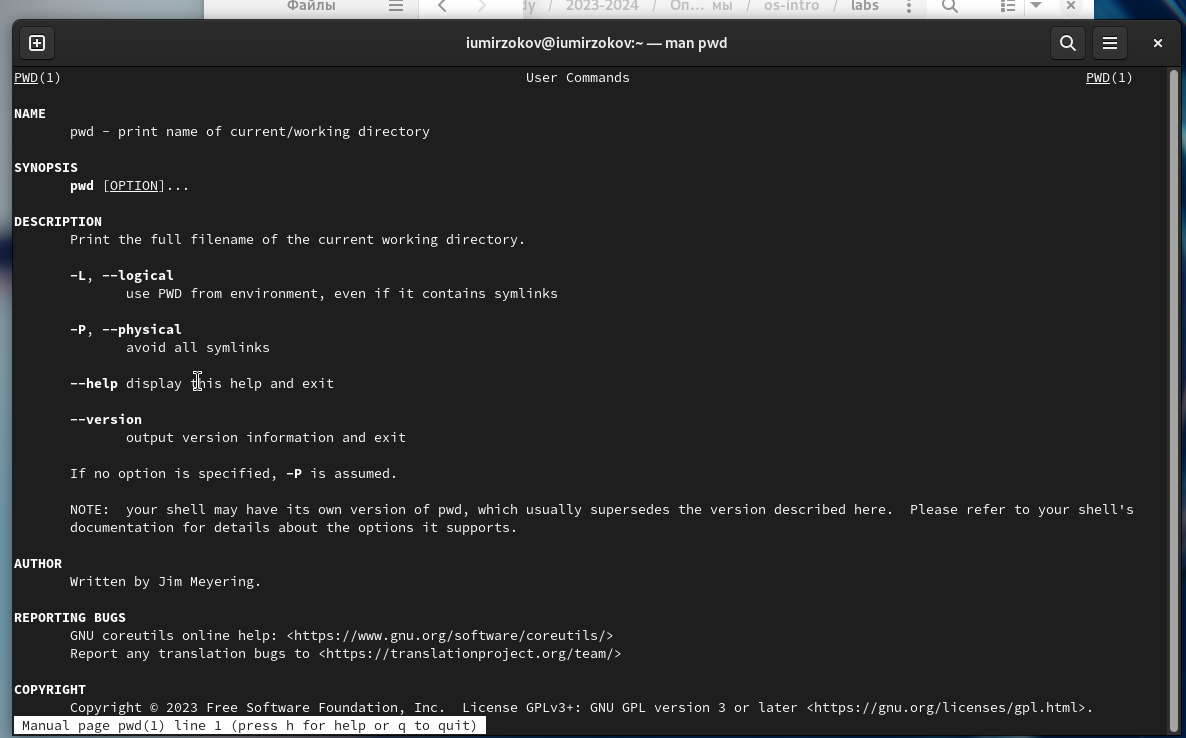 Файлы
dy / 2023-2024 / Оп... мы / os-intro / labs
iumirzokov@iumirzokov:~ — man pwd
PWD(1) User Commands PWD(1)
NAME
pwd - print name of current/working directory
SYNOPSIS
pwd [OPTION]...
DESCRIPTION
Print the full filename of the current working directory.
-L, --logical
use PWD from environment, even if it contains symlinks
-P, --physical
avoid all symlinks
--help display this help and exit
--version
output version information and exit
If no option is specified, -P is assumed.
NOTE:  your shell may have its own version of pwd, which usually supersedes the version described here.  Please refer to your shell's
documentation for details about the options it supports.
AUTHOR
Written by Jim Meyering.
REPORTING BUGS
GNU coreutils online help: <https://www.gnu.org/software/coreutils/>
Report any translation bugs to <https://translationproject.org/team/>
COPYRIGHT
Copyright © 2023 Free Software Foundation, Inc.  License GPLv3+: GNU GPL version 3 or later <https://gnu.org/licenses/gpl.html>.
Manual page pwd(1) line 1 (press h for help or q to quit)